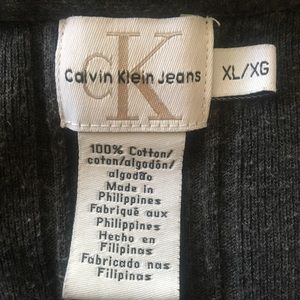 cK
Calvin Klein Jeans
XL/XG
100% Cotton/
coton/algodón/
algodão
Made in
Philippines
Fabriqué aux
Philippines
Hecho en
Filipinas
Fabricado nas
Filipinas